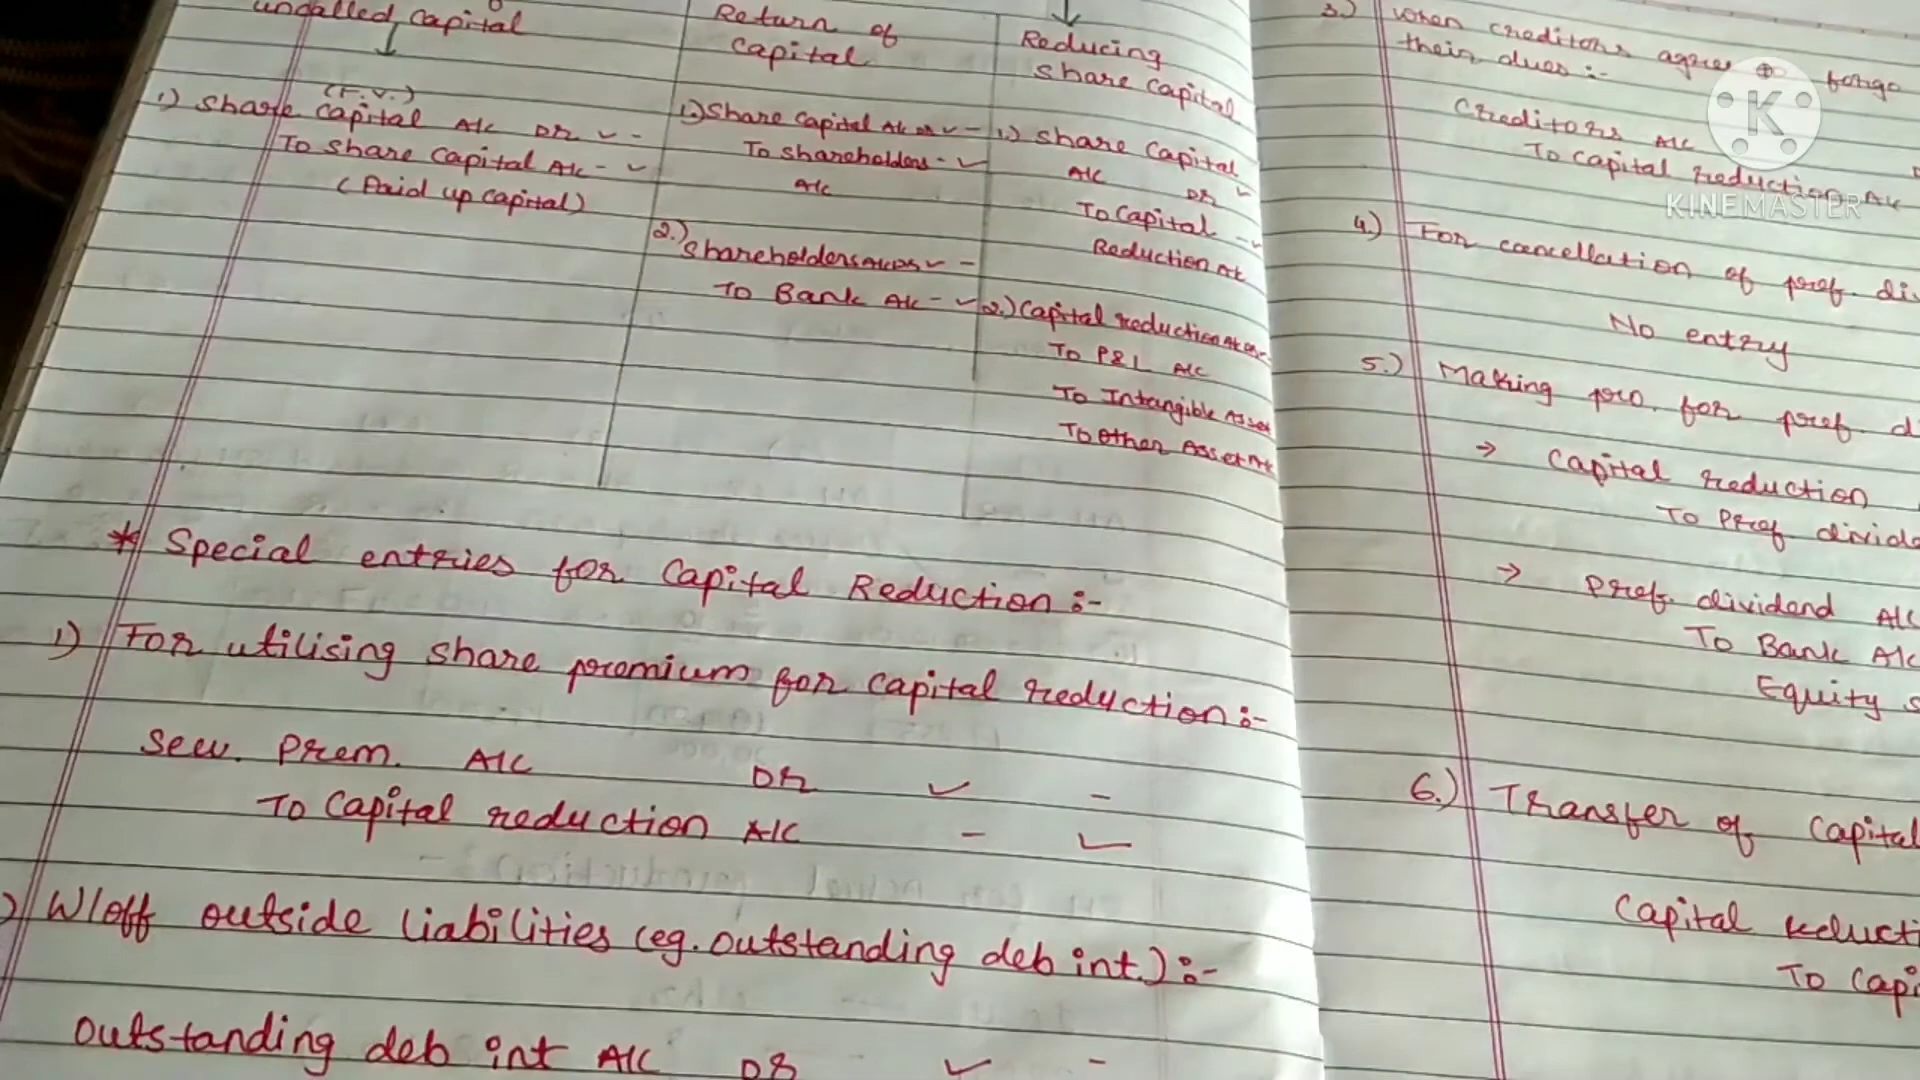 uncalled capital
(F.V.)
1) Share capital A/c DR ✓ -
To share capital A/c - ✓
(Paid up capital)
Return of
capital
1.) Share capital A/c DR ✓ -
To shareholders - ✓
A/c
2.) Shareholders A/c DR ✓ -
To Bank A/c - ✓
Reducing
share capital
1.) share capital
A/c DR ✓
To capital - ✓
Reduction A/c
2.) Capital reduction A/c DR -
To P&L A/c
To Intangible Asset
To other Asset A/c
* Special entries for Capital Reduction :-
1) For utilising share premium for capital reduction :-
Secu. Prem. A/c DR ✓ -
To Capital reduction A/c - ✓
) W/off outside liabilities (eg. outstanding deb int.) :-
outstanding deb int A/c DR ✓ -
3.) When creditors agree to forgo
their dues :-
Creditors A/c
To capital reduction A/c
4.) For cancellation of pref. di
No entry
5.) Making pro. for pref. d
→ Capital reduction
To Pref divide
→ Pref. dividend A/c
To Bank A/c
Equity s
6.) Transfer of capital
Capital reducti
To Capi
K
KINEMASTER